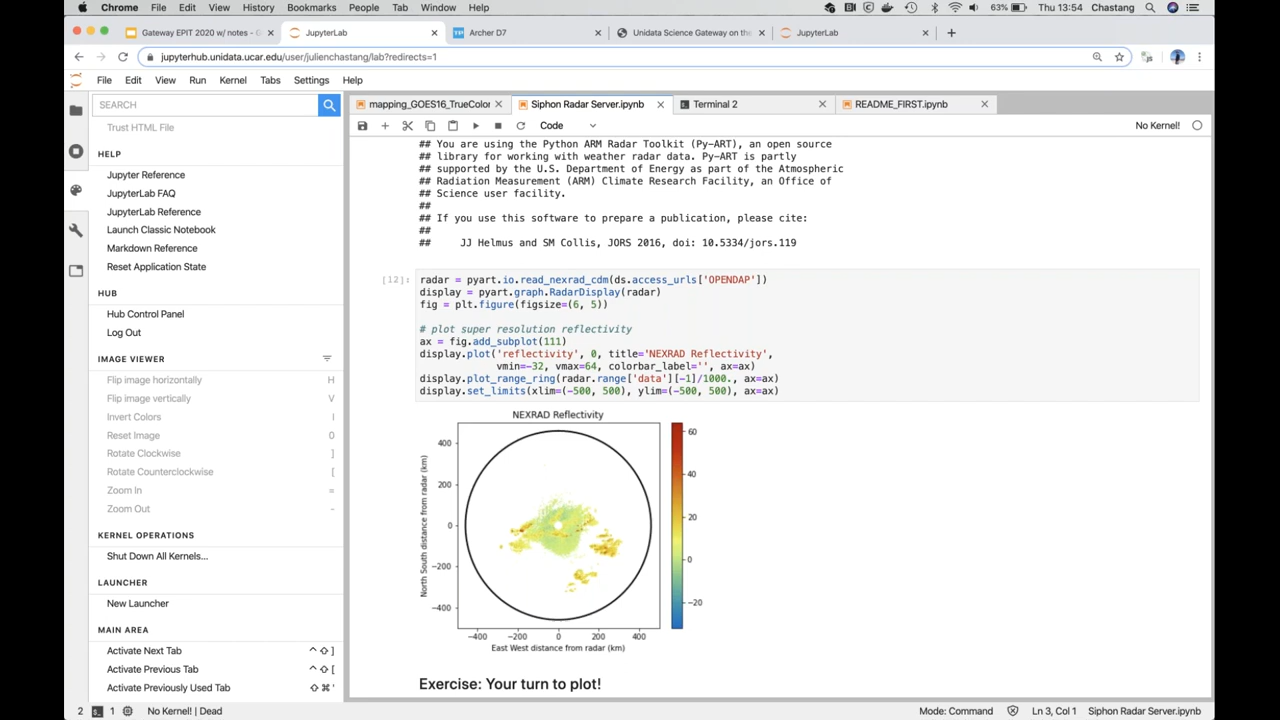 Chrome File Edit View History Bookmarks People Tab Window Help 63% Thu 13:54 Chastang
Gateway EPIT 2020 w/ notes - G
JupyterLab
Archer D7
Unidata Science Gateway on the
JupyterLab
jupyterhub.unidata.ucar.edu/user/julienchastang/lab?redirects=1
File Edit View Run Kernel Tabs Settings Help
SEARCH
Trust HTML File
HELP
Jupyter Reference
JupyterLab FAQ
JupyterLab Reference
Launch Classic Notebook
Markdown Reference
Reset Application State
HUB
Hub Control Panel
Log Out
IMAGE VIEWER
Flip image horizontally H
Flip image vertically V
Invert Colors I
Reset Image 0
Rotate Clockwise ]
Rotate Counterclockwise [
Zoom In =
Zoom Out -
KERNEL OPERATIONS
Shut Down All Kernels...
LAUNCHER
New Launcher
MAIN AREA
Activate Next Tab ^⇧]
Activate Previous Tab ^⇧[
Activate Previously Used Tab ⇧⌘'
mapping_GOES16_TrueColor
Siphon Radar Server.ipynb
Terminal 2
README_FIRST.ipynb
Code
No Kernel!
## You are using the Python ARM Radar Toolkit (Py-ART), an open source
## library for working with weather radar data. Py-ART is partly
## supported by the U.S. Department of Energy as part of the Atmospheric
## Radiation Measurement (ARM) Climate Research Facility, an Office of
## Science user facility.
##
## If you use this software to prepare a publication, please cite:
##
##     JJ Helmus and SM Collis, JORS 2016, doi: 10.5334/jors.119
[12]:
radar = pyart.io.read_nexrad_cdm(ds.access_urls['OPENDAP'])
display = pyart.graph.RadarDisplay(radar)
fig = plt.figure(figsize=(6, 5))
# plot super resolution reflectivity
ax = fig.add_subplot(111)
display.plot('reflectivity', 0, title='NEXRAD Reflectivity',
             vmin=-32, vmax=64, colorbar_label='', ax=ax)
display.plot_range_ring(radar.range['data'][-1]/1000., ax=ax)
display.set_limits(xlim=(-500, 500), ylim=(-500, 500), ax=ax)
NEXRAD Reflectivity
North South distance from radar (km)
400
200
0
−200
−400
−400 −200 0 200 400
East West distance from radar (km)
60
40
20
0
−20
Exercise: Your turn to plot!
2 1 No Kernel! | Dead
Mode: Command Ln 3, Col 1 Siphon Radar Server.ipynb